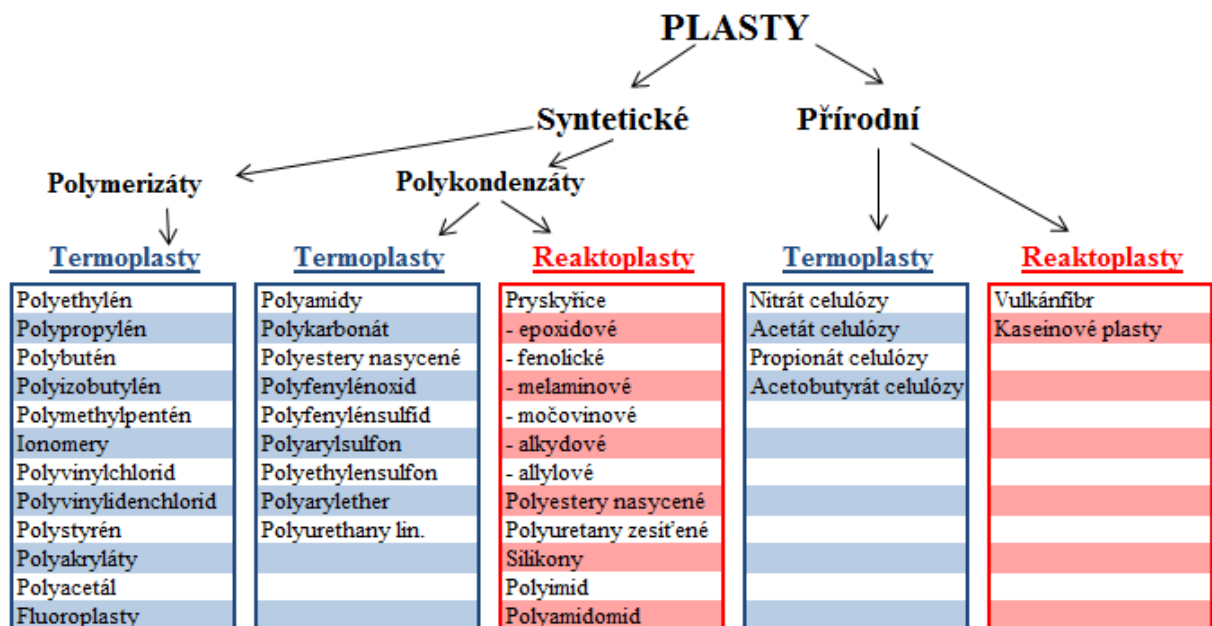 PLASTY
Syntetické
Přírodní
Polymerizáty
Polykondenzáty
Termoplasty
Polyethylén
Polypropylén
Polybutén
Polyizobutylén
Polymethylpentén
Ionomery
Polyvinylchlorid
Polyvinylidenchlorid
Polystyrén
Polyakryláty
Polyacetál
Fluoroplasty
Termoplasty
Polyamidy
Polykarbonát
Polyestery nasycené
Polyfenylénoxid
Polyfenylénsulfid
Polyarylsulfon
Polyethylensulfon
Polyarylether
Polyurethany lin.
Reaktoplasty
Pryskyřice
- epoxidové
- fenolické
- melaminové
- močovinové
- alkydové
- allylové
Polyestery nasycené
Polyuretany zesíťené
Silikony
Polyimid
Polyamidomid
Termoplasty
Nitrát celulózy
Acetát celulózy
Propionát celulózy
Acetobutyrát celulózy
Reaktoplasty
Vulkánfíbr
Kaseinové plasty